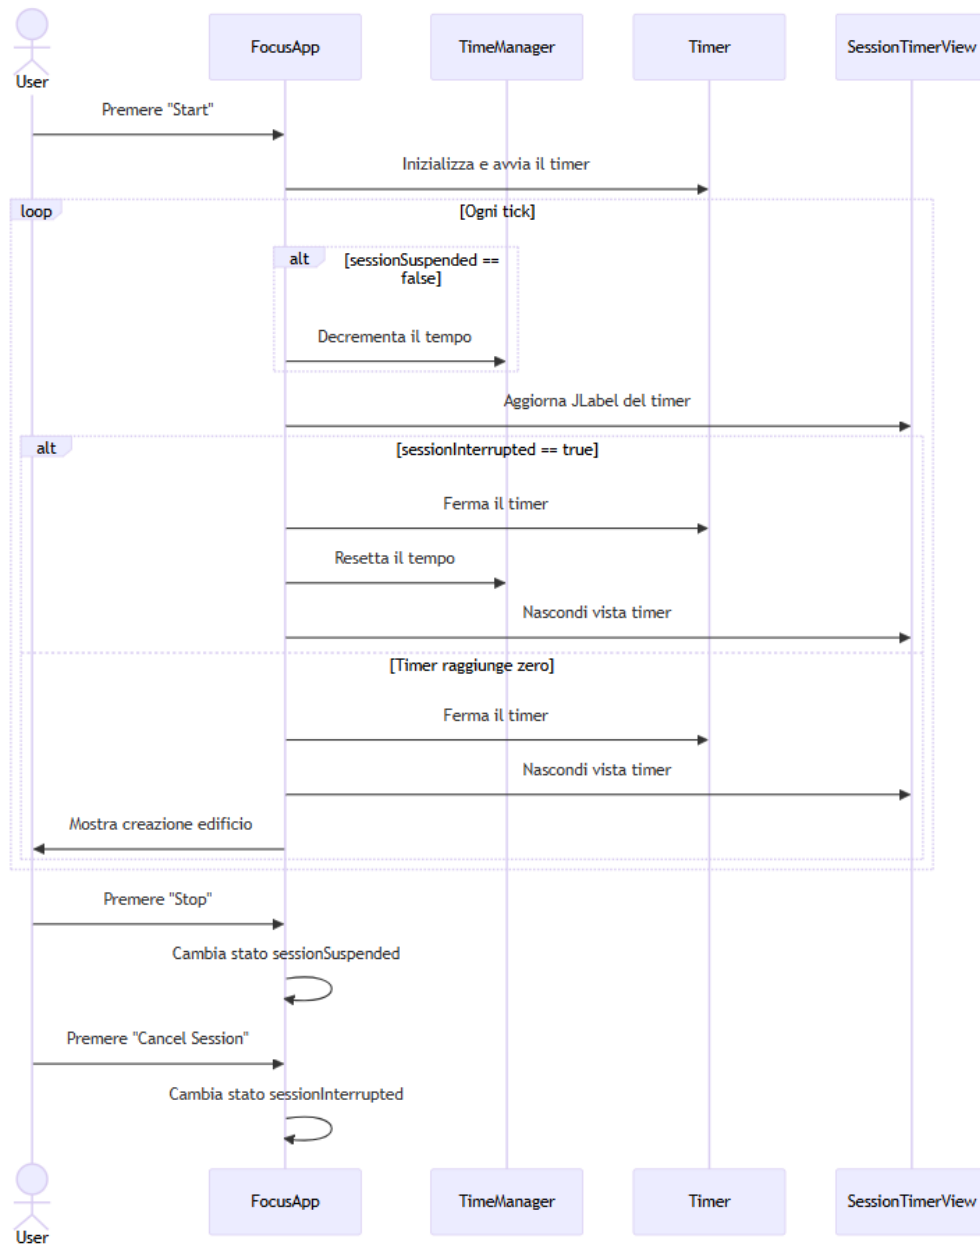 User
FocusApp
TimeManager
Timer
SessionTimerView
Premere "Start"
Inizializza e avvia il timer
loop
[Ogni tick]
alt
[sessionSuspended ==
false]
Decrementa il tempo
Aggiorna JLabel del timer
alt
[sessionInterrupted == true]
Ferma il timer
Resetta il tempo
Nascondi vista timer
[Timer raggiunge zero]
Ferma il timer
Nascondi vista timer
Mostra creazione edificio
Premere "Stop"
Cambia stato sessionSuspended
Premere "Cancel Session"
Cambia stato sessionInterrupted
User
FocusApp
TimeManager
Timer
SessionTimerView